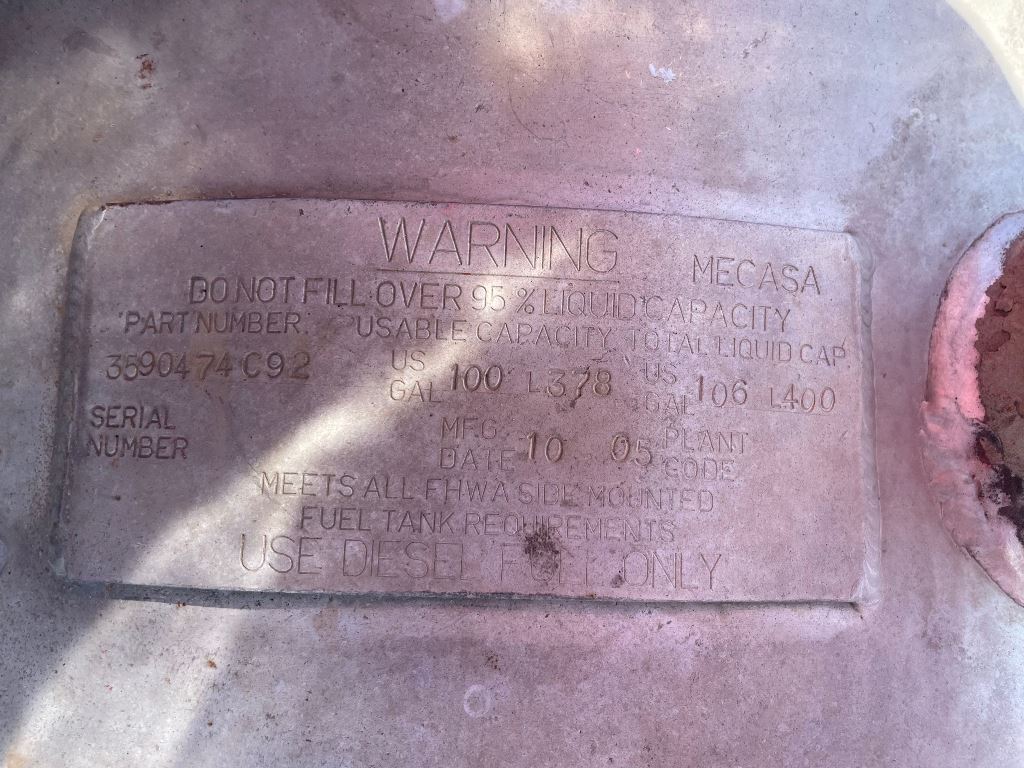 WARNING
MECASA
DO NOT FILL OVER 95 % LIQUID CAPACITY
PART NUMBER USABLE CAPACITY TOTAL LIQUID CAP.
3590474C92 US GAL 100 L378 US GAL 106 L400
SERIAL NUMBER
MFG DATE 10 05 PLANT CODE
MEETS ALL FHWA SIDE MOUNTED
FUEL TANK REQUIREMENTS
USE DIESEL FUEL ONLY